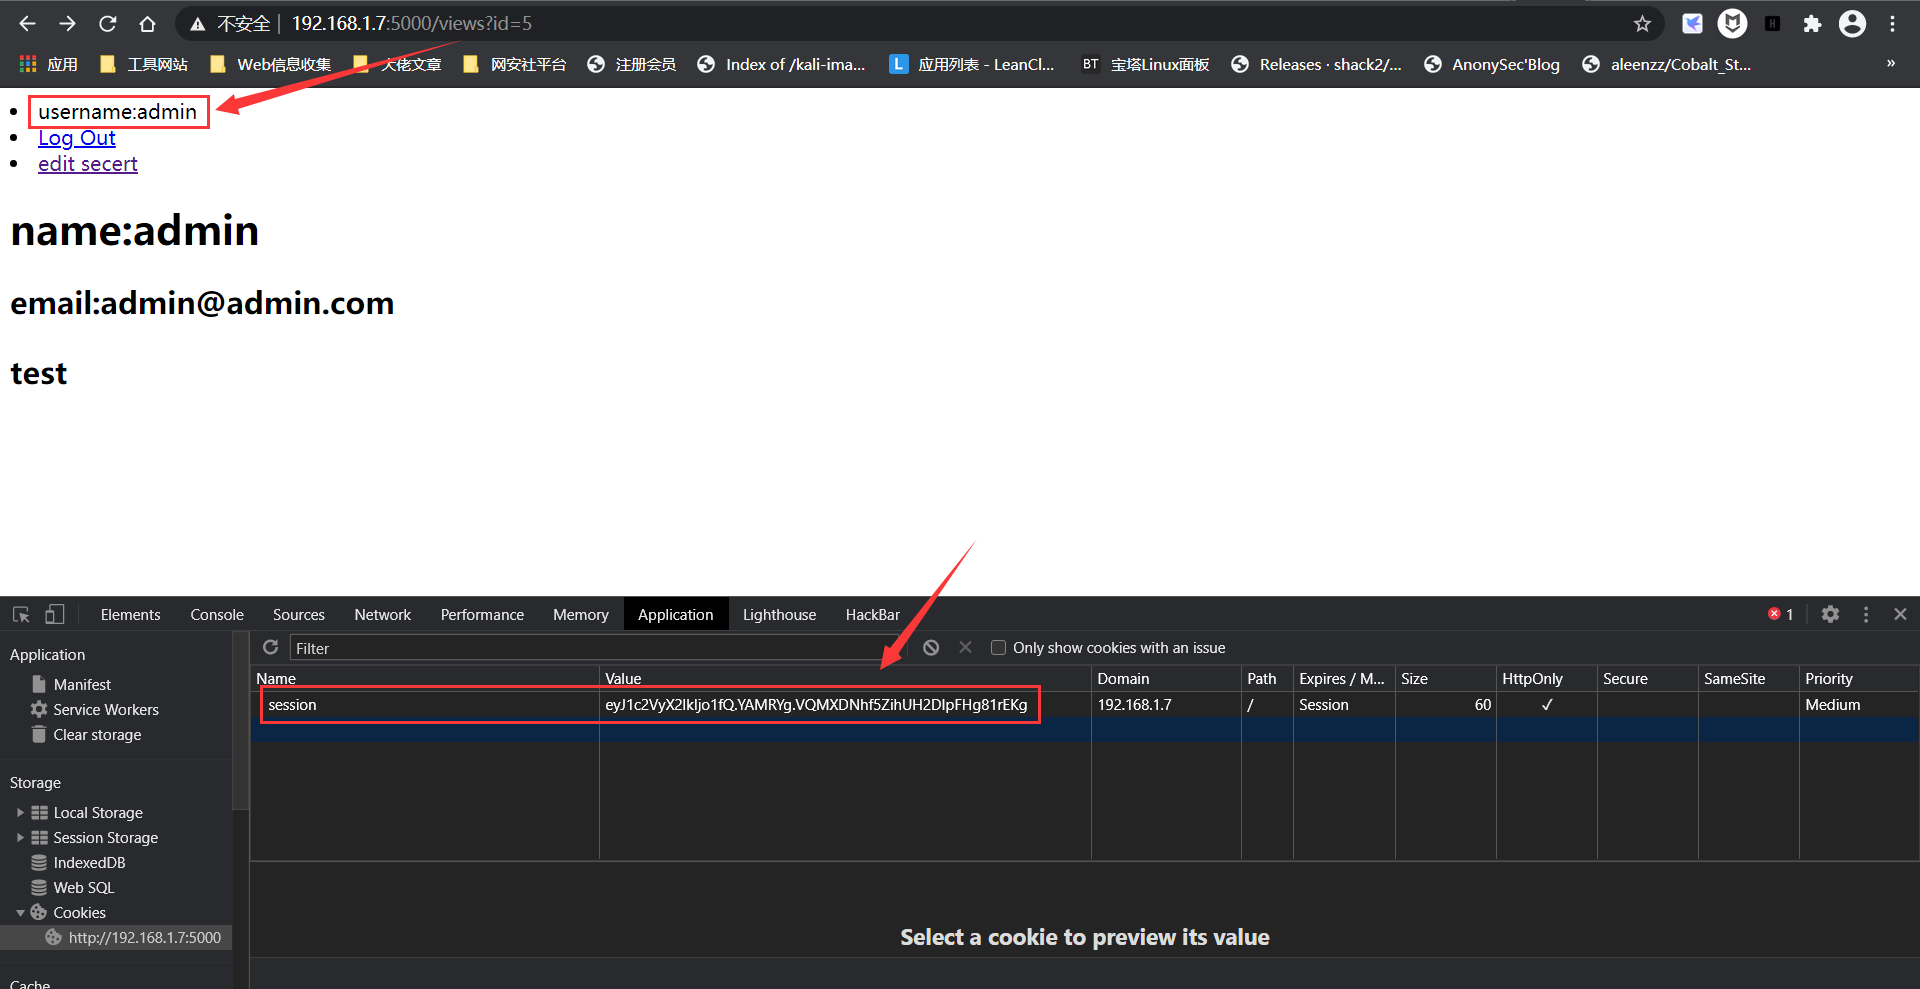 不安全 | 192.168.1.7:5000/views?id=5
应用 工具网站 Web信息收集 大佬文章 网安社平台 注册会员 Index of /kali-ima... L 应用列表 - LeanCl... BT 宝塔Linux面板 Releases · shack2/... AnonySec'Blog aleenzz/Cobalt_St... »
username:admin
Log Out
edit secert
name:admin
email:admin@admin.com
test
Elements Console Sources Network Performance Memory Application Lighthouse HackBar 1
Application
Manifest
Service Workers
Clear storage
Storage
Local Storage
Session Storage
IndexedDB
Web SQL
Cookies
http://192.168.1.7:5000
Cache
Filter Only show cookies with an issue
Name Value Domain Path Expires / M... Size HttpOnly Secure SameSite Priority
session eyJ1c2VyX2lkIjo1fQ.YAMRYg.VQMXDNhf5ZihUH2DIpFHg81rEKg 192.168.1.7 / Session 60 ✓ Medium
Select a cookie to preview its value